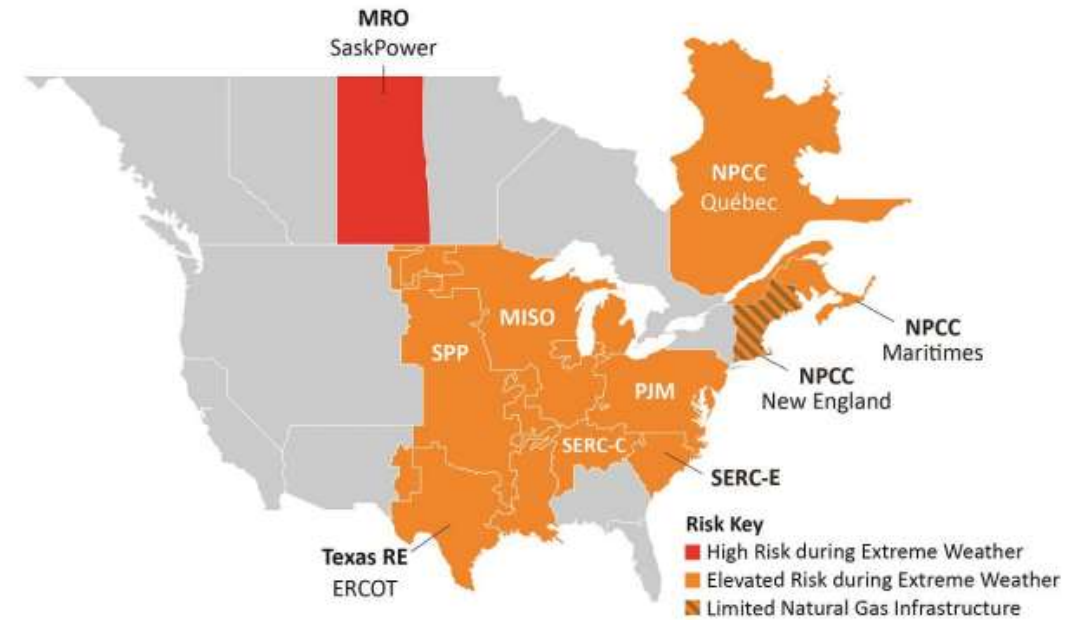 MRO
SaskPower
NPCC
Québec
MISO
SPP
NPCC
Maritimes
NPCC
New England
PJM
SERC-C
SERC-E
Texas RE
ERCOT
Risk Key
High Risk during Extreme Weather
Elevated Risk during Extreme Weather
Limited Natural Gas Infrastructure